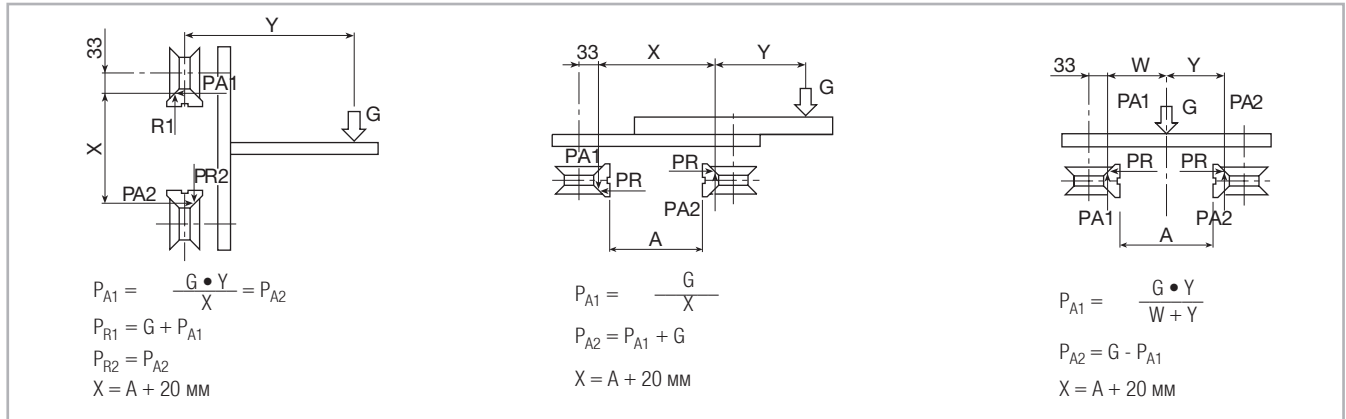 Y
33
PA1
G
R1
X
PR2
PA2
P_A1 = G • Y / X = P_A2
P_R1 = G + P_A1
P_R2 = P_A2
X = A + 20 мм
33
X
Y
G
PA1
PR
PA2
A
P_A1 = G / X
P_A2 = P_A1 + G
X = A + 20 мм
33
W
Y
PA1
G
PA2
PR
PR
PA1
PA2
A
P_A1 = G • Y / W + Y
P_A2 = G - P_A1
X = A + 20 мм